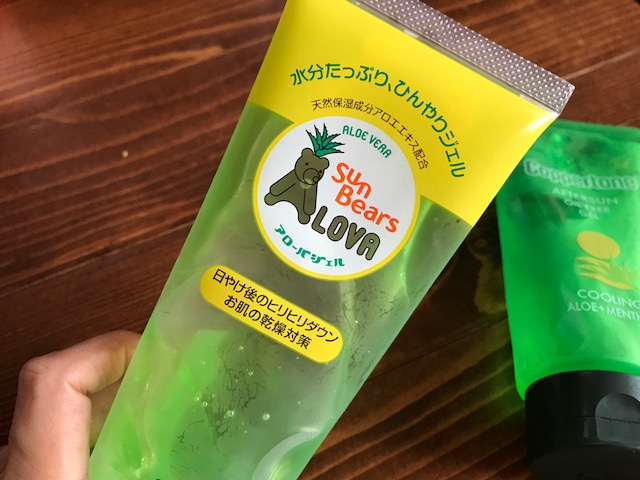 水分たっぷり、ひんやりジェル
天然保湿成分アロエエキス配合
ALOE VERA
Sun
Bears
ALOVA
アローバジェル
日やけ後のヒリヒリダウン
お肌の乾燥対策
Coppertone
AFTERSUN
GEL
COOLING
ALOE+MENTH